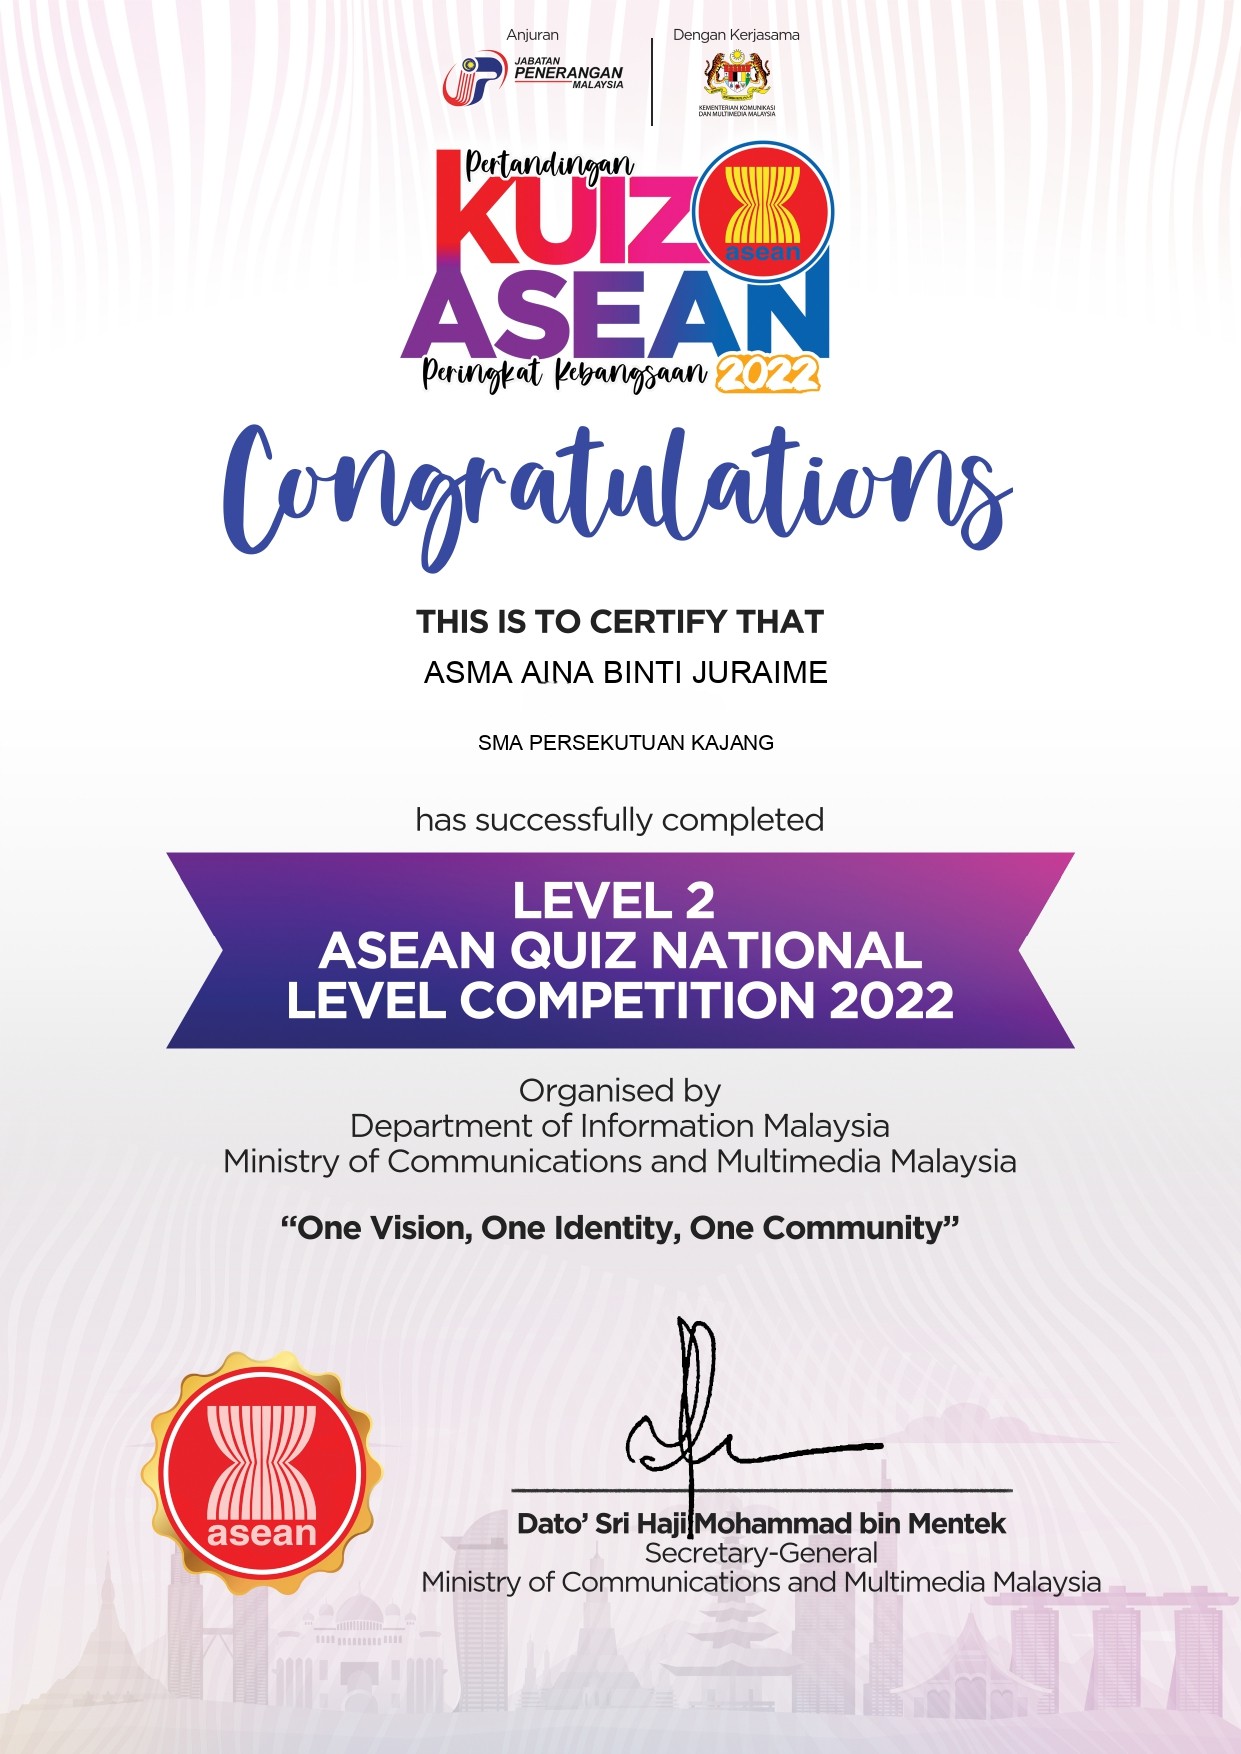 Anjuran
JABATAN
PENERANGAN
MALAYSIA
Dengan Kerjasama
KEMENTERIAN KOMUNIKASI
DAN MULTIMEDIA MALAYSIA
Pertandingan
KUIZ
asean
ASEAN
Peringkat Kebangsaan 2022
Congratulations
THIS IS TO CERTIFY THAT
ASMA AINA BINTI JURAIME
SMA PERSEKUTUAN KAJANG
has successfully completed
LEVEL 2
ASEAN QUIZ NATIONAL
LEVEL COMPETITION 2022
Organised by
Department of Information Malaysia
Ministry of Communications and Multimedia Malaysia
“One Vision, One Identity, One Community”
asean
Dato’ Sri Haji Mohammad bin Mentek
Secretary-General
Ministry of Communications and Multimedia Malaysia